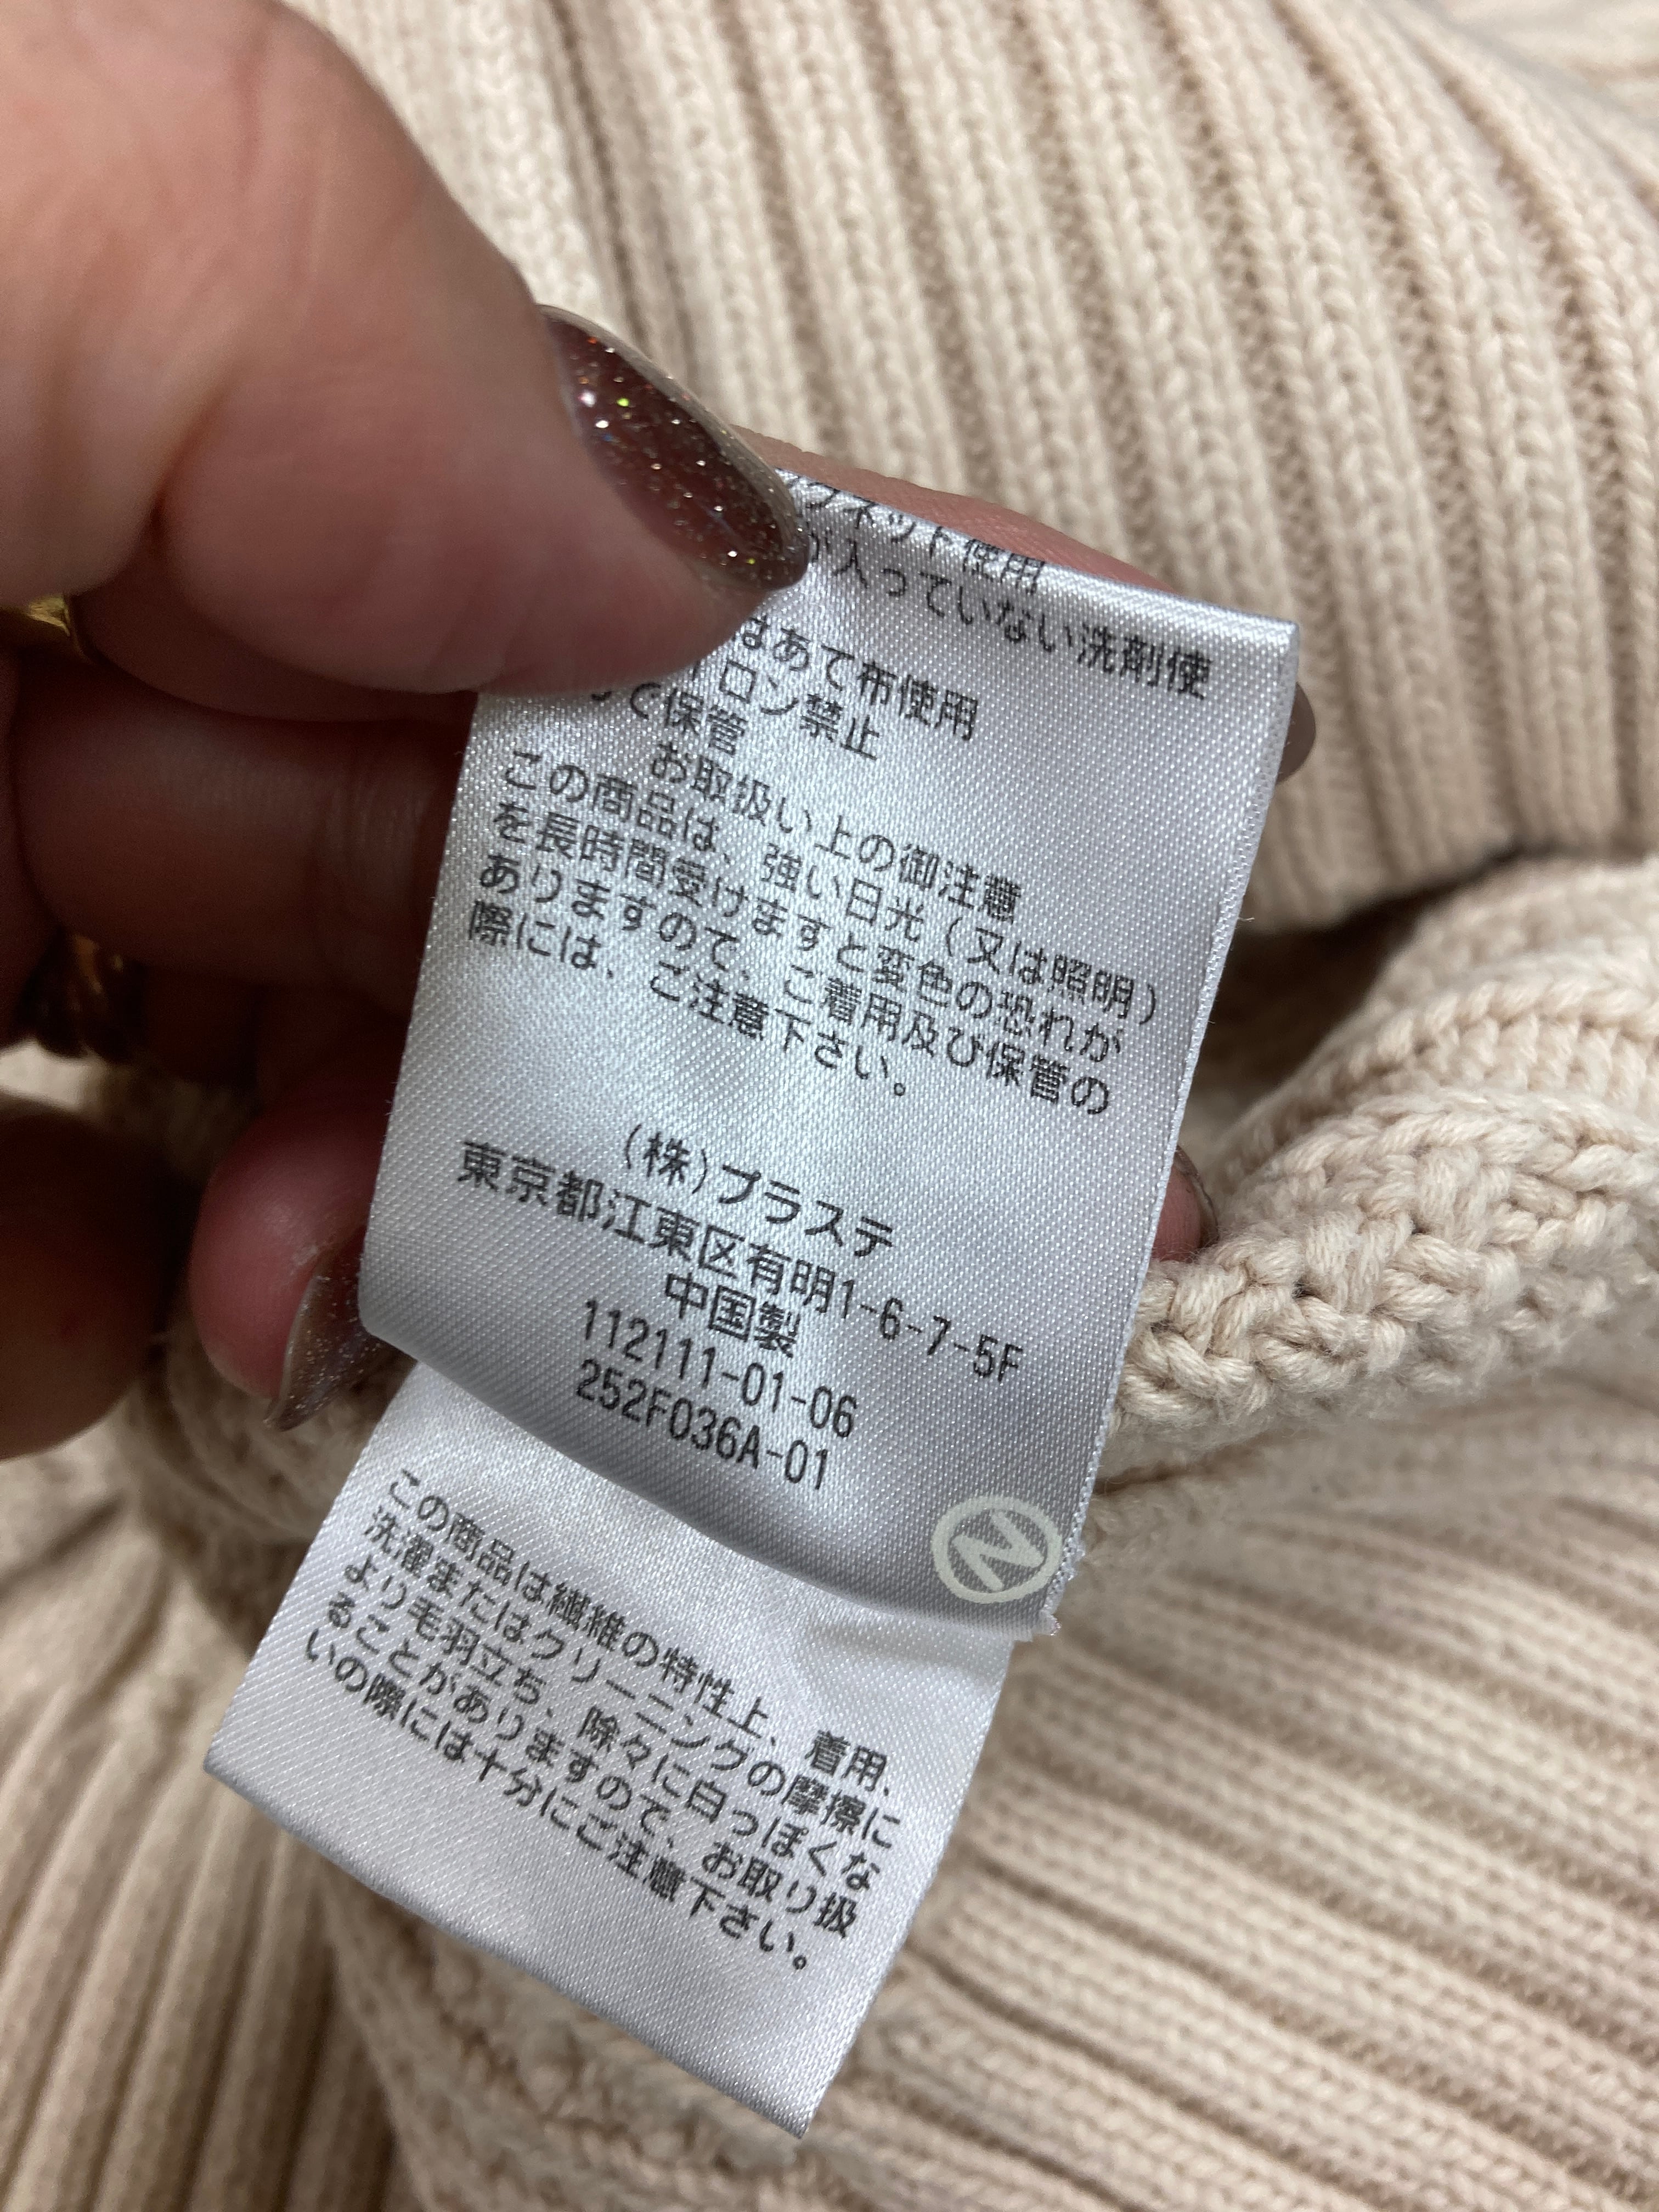 ネット使用
入っていない洗剤使
はあて布使用
ロン禁止
て保管
お取扱い上の御注意
この商品は、強い日光（又は照明）
を長時間受けますと変色の恐れが
ありますので、ご着用及び保管の
際には、ご注意下さい。
(株)プラステ
東京都江東区有明1-6-7-5F
中国製
112111-01-06
252F036A-01
N
この商品は繊維の特性上、着用、
洗濯またはクリーニングの摩擦に
より毛羽立ち、除々に白っぽくな
ることがありますので、お取り扱
いの際には十分にご注意下さい。